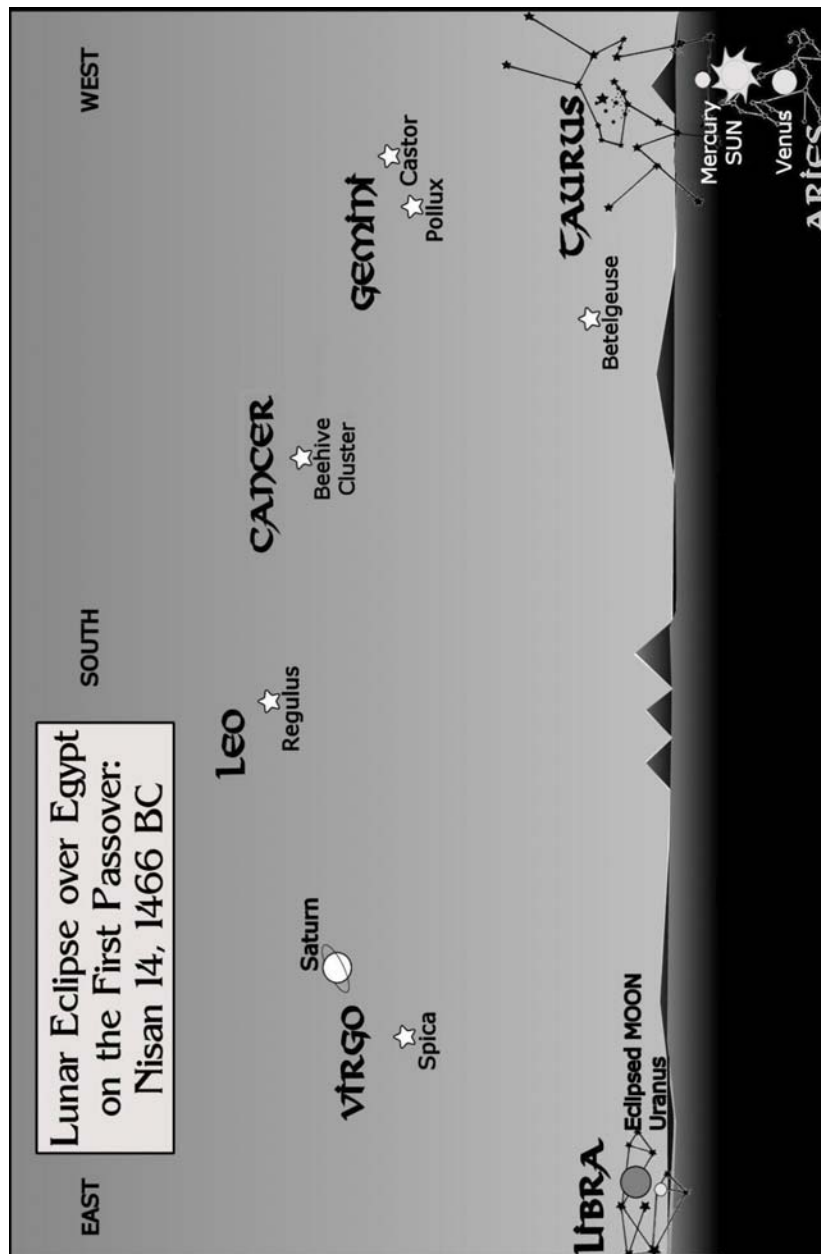 Lunar Eclipse over Egypt
on the First Passover:
Nisan 14, 1466 BC
EAST
SOUTH
WEST
LEO
Regulus
CANCER
Beehive
Cluster
GEMINI
Castor
Pollux
Saturn
VIRGO
Spica
TAURUS
Betelgeuse
LIBRA
Eclipsed MOON
Uranus
Mercury
SUN
Venus
ARIES